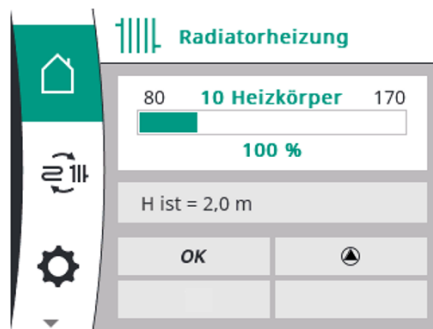 Radiatorheizung
80 10 Heizkörper 170
100 %
H ist = 2,0 m
OK